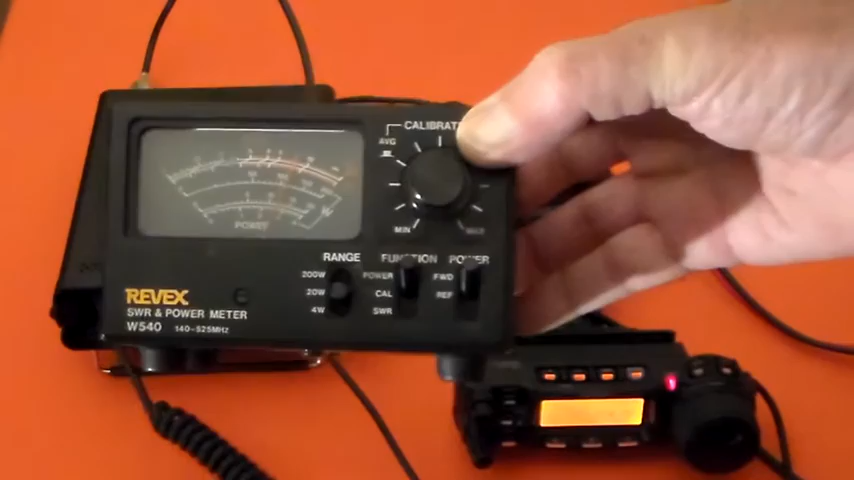 CALIBRATE
AVG
MIN
MAX
POWER
RANGE
FUNCTION
POWER
200W
20W
4W
POWER
CAL
SWR
FWD
REF
REVEX
SWR & POWER METER
W540 140-525MHz